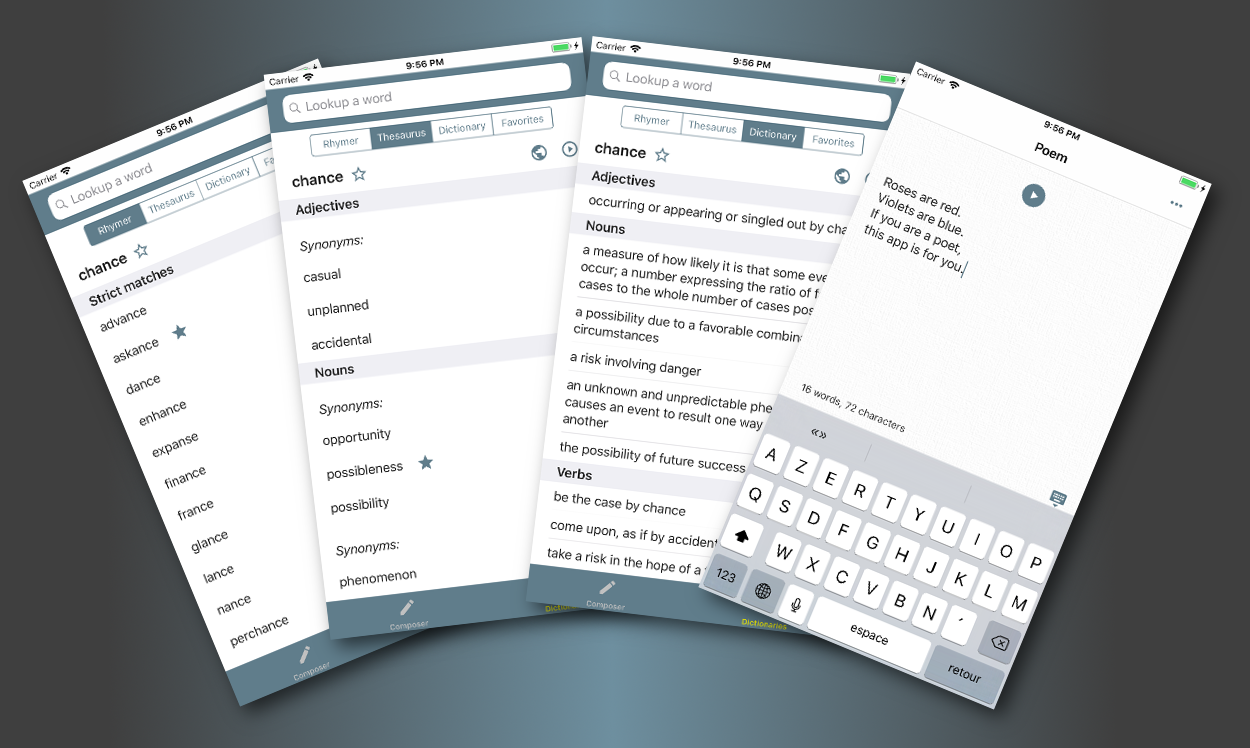 Carrier
9:56 PM
Lookup a word
Rhymer
Thesaurus
Dictionary
chance
Strict matches
advance
askance
dance
enhance
expanse
finance
france
glance
lance
nance
perchance
Composer
Carrier
9:56 PM
Lookup a word
Rhymer
Thesaurus
Dictionary
Favorites
chance
Adjectives
Synonyms:
casual
unplanned
accidental
Nouns
Synonyms:
opportunity
possibleness
possibility
Synonyms:
phenomenon
Composer
Carrier
9:56 PM
Lookup a word
Rhymer
Thesaurus
Dictionary
Favorites
chance
Adjectives
occurring or appearing or singled out by
Nouns
a measure of how likely it is that some
occur; a number expressing the ratio of
cases to the whole number of cases
a possibility due to a favorable
circumstances
a risk involving danger
an unknown and unpredictable
causes an event to result one way
another
the possibility of future success
Verbs
be the case by chance
come upon, as if by accident
take a risk in the hope of a
Composer
Dictionaries
Carrier
9:56 PM
Poem
Roses are red.
Violets are blue.
If you are a poet,
this app is for you.
16 words, 72 characters
«»
A Z E R T Y U I O P
Q S D F G H J K L M
W X C V B N ´
123
espace
retour